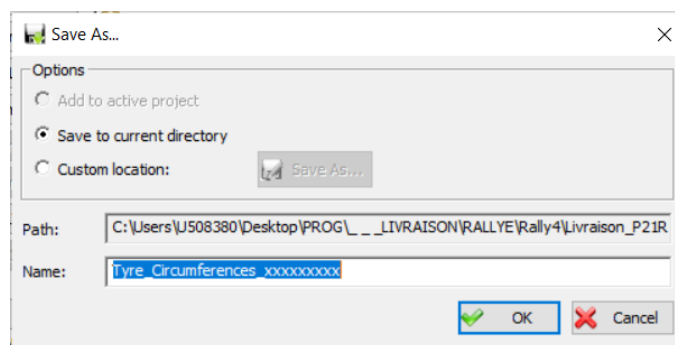 Save As...
Options
Add to active project
Save to current directory
Custom location:
Save As...
Path:
C:\Users\U508380\Desktop\PROG\_ _ _LIVRAISON\RALLYE\Rally4\Livraison_P21R
Name:
Tyre_Circumferences_xxxxxxxxx
OK
Cancel